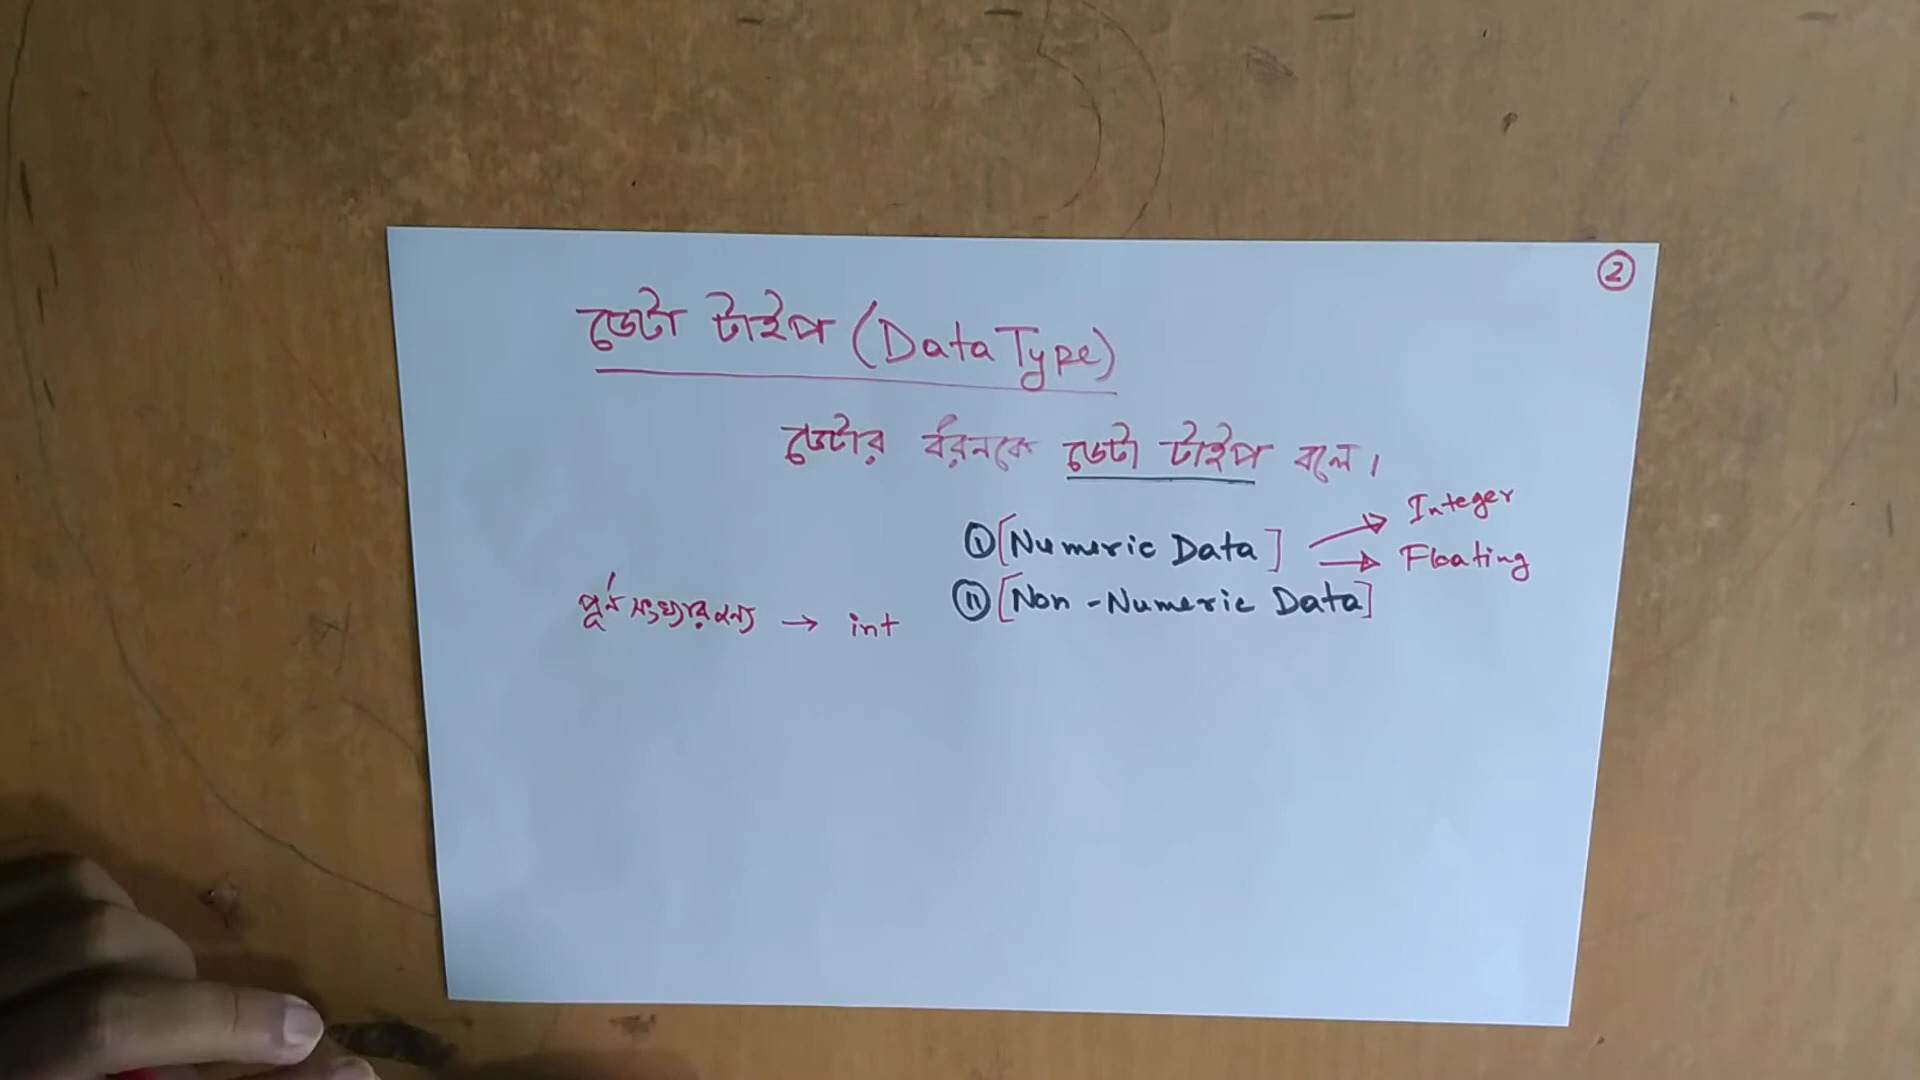 ②
ডেটা টাইপ (Data Type)
ডেটার ধরনকে ডেটা টাইপ বলে।
① [Numeric Data] → Integer
→ Floating
② [Non-Numeric Data]
পূর্ন সংখ্যার জন্য → int